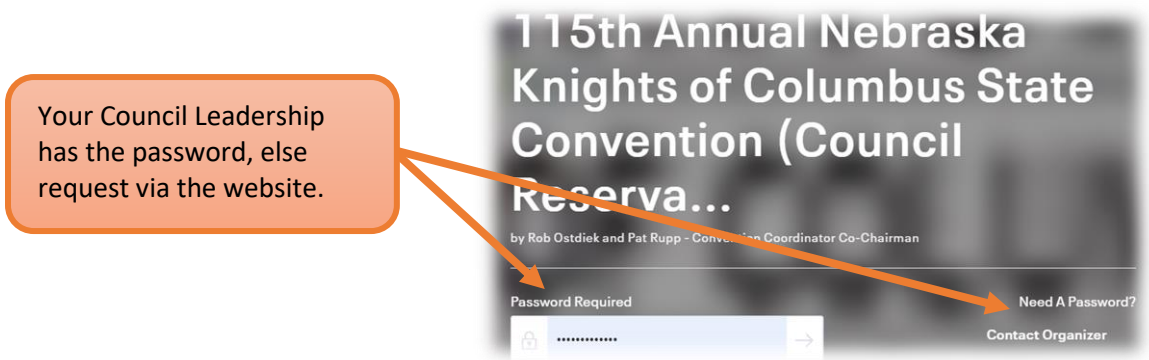 Your Council Leadership
has the password, else
request via the website.
115th Annual Nebraska
Knights of Columbus State
Convention (Council
Reserva...
by Rob Ostdiek and Pat Rupp - Convention Coordinator Co-Chairman
Password Required
Need A Password?
•••••••••••••
Contact Organizer